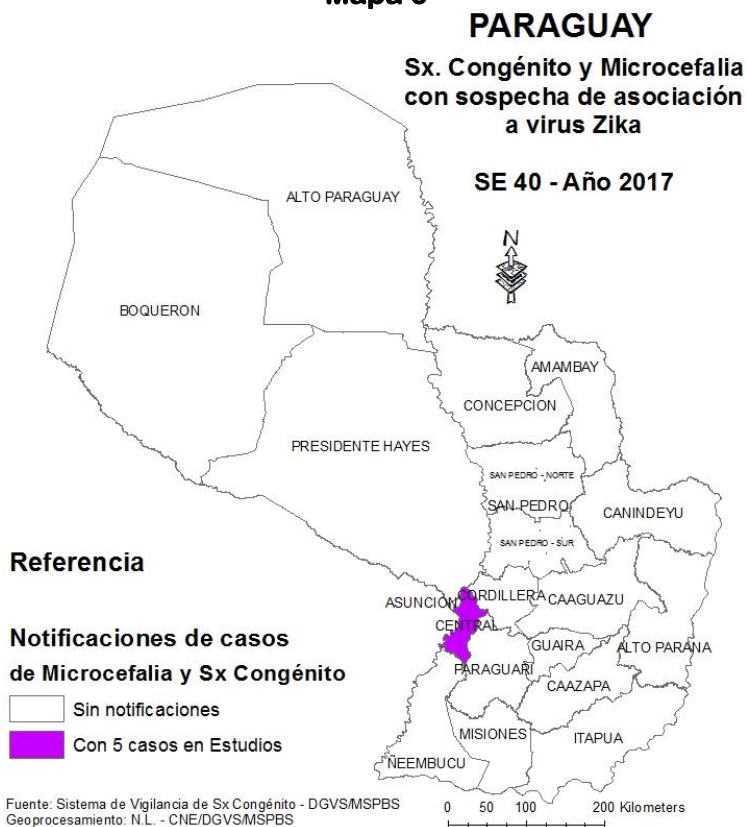 Mapa 3
PARAGUAY
Sx. Congénito y Microcefalia
con sospecha de asociación
a virus Zika
SE 40 - Año 2017
N
ALTO PARAGUAY
BOQUERON
AMAMBAY
CONCEPCION
PRESIDENTE HAYES
SAN PEDRO - NORTE
SAN PEDRO
CANINDEYU
SAN PEDRO - SUR
Referencia
CORDILLERA
CAAGUAZU
ASUNCION
CENTRAL
Notificaciones de casos
de Microcefalia y Sx Congénito
GUAIRA
ALTO PARANA
PARAGUARI
CAAZAPA
Sin notificaciones
Con 5 casos en Estudios
MISIONES
ITAPUA
ÑEEMBUCU
Fuente: Sistema de Vigilancia de Sx Congénito - DGVS/MSPBS
Geoprocesamiento: N.L. - CNE/DGVS/MSPBS
0 50 100 200 Kilometers